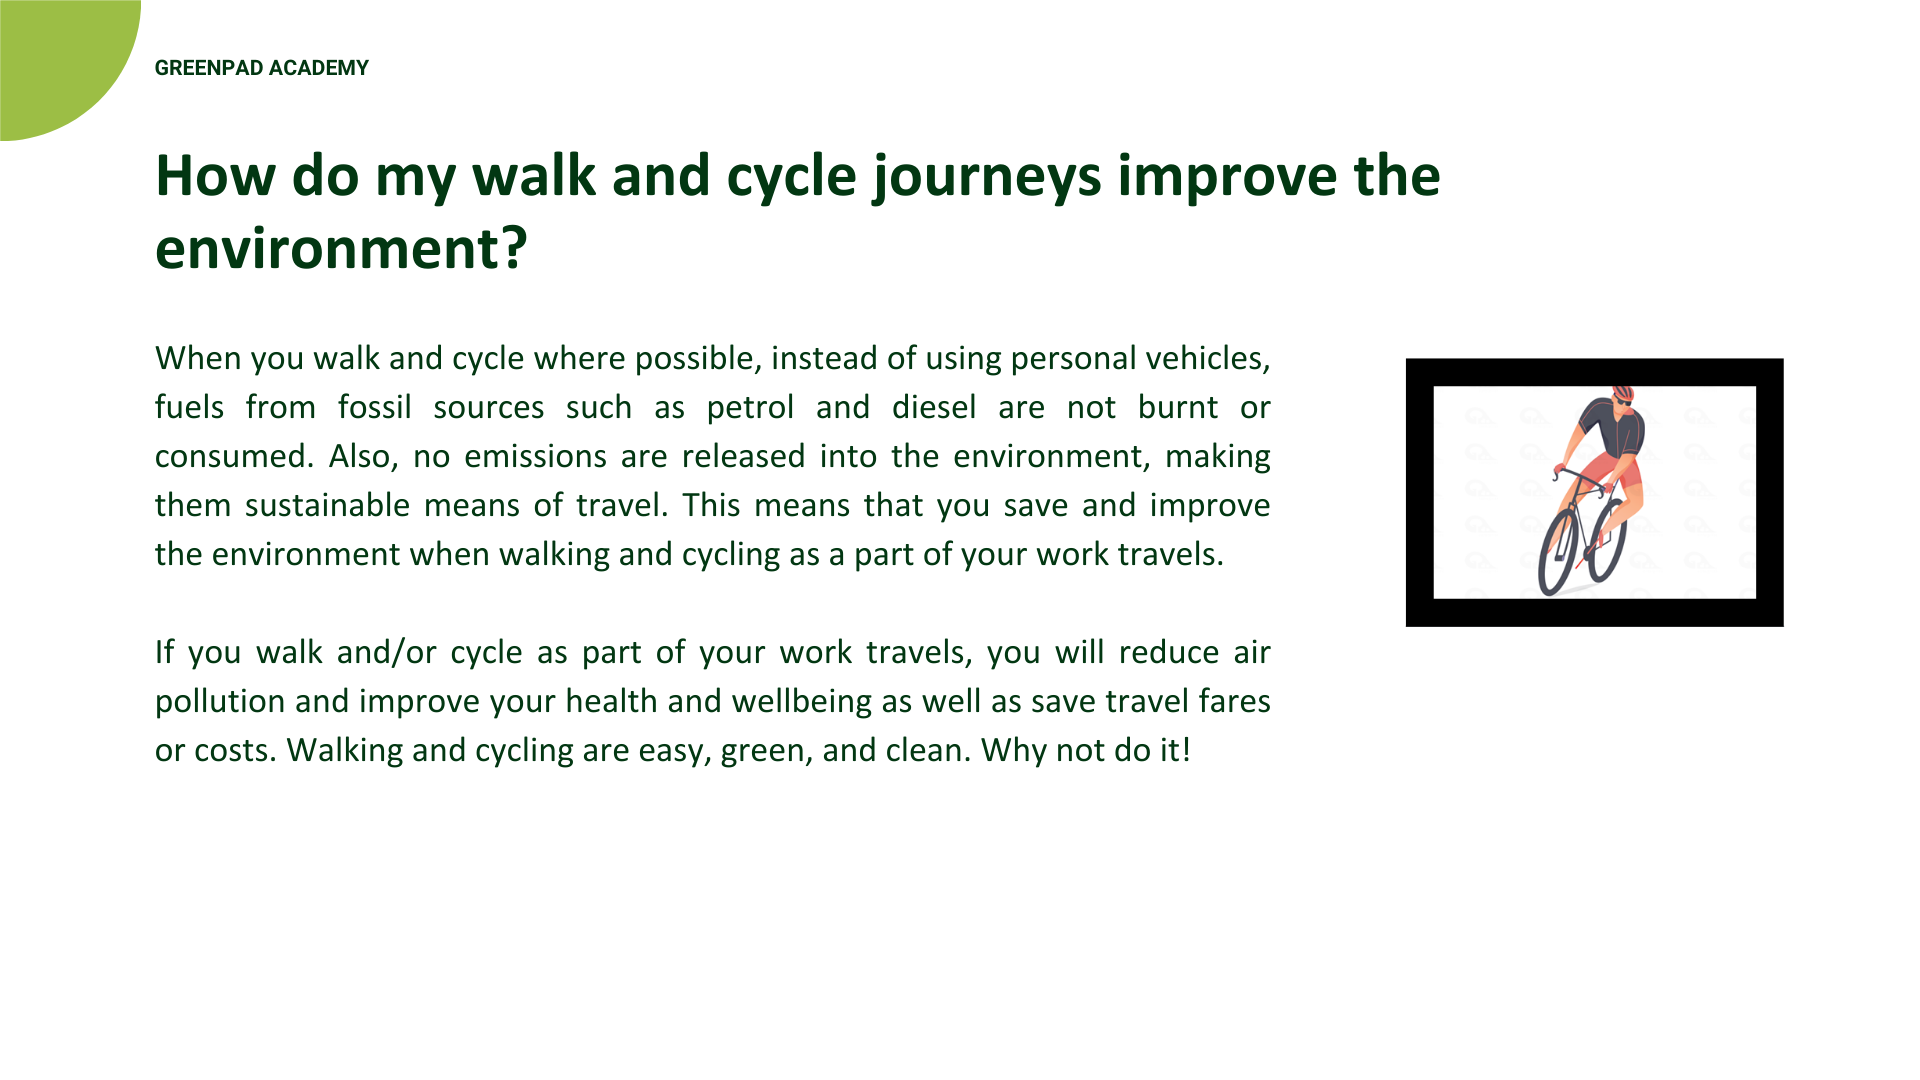 GREENPAD ACADEMY
How do my walk and cycle journeys improve the
environment?
When you walk and cycle where possible, instead of using personal vehicles,
fuels from fossil sources such as petrol and diesel are not burnt or
consumed. Also, no emissions are released into the environment, making
them sustainable means of travel. This means that you save and improve
the environment when walking and cycling as a part of your work travels.
If you walk and/or cycle as part of your work travels, you will reduce air
pollution and improve your health and wellbeing as well as save travel fares
or costs. Walking and cycling are easy, green, and clean. Why not do it!